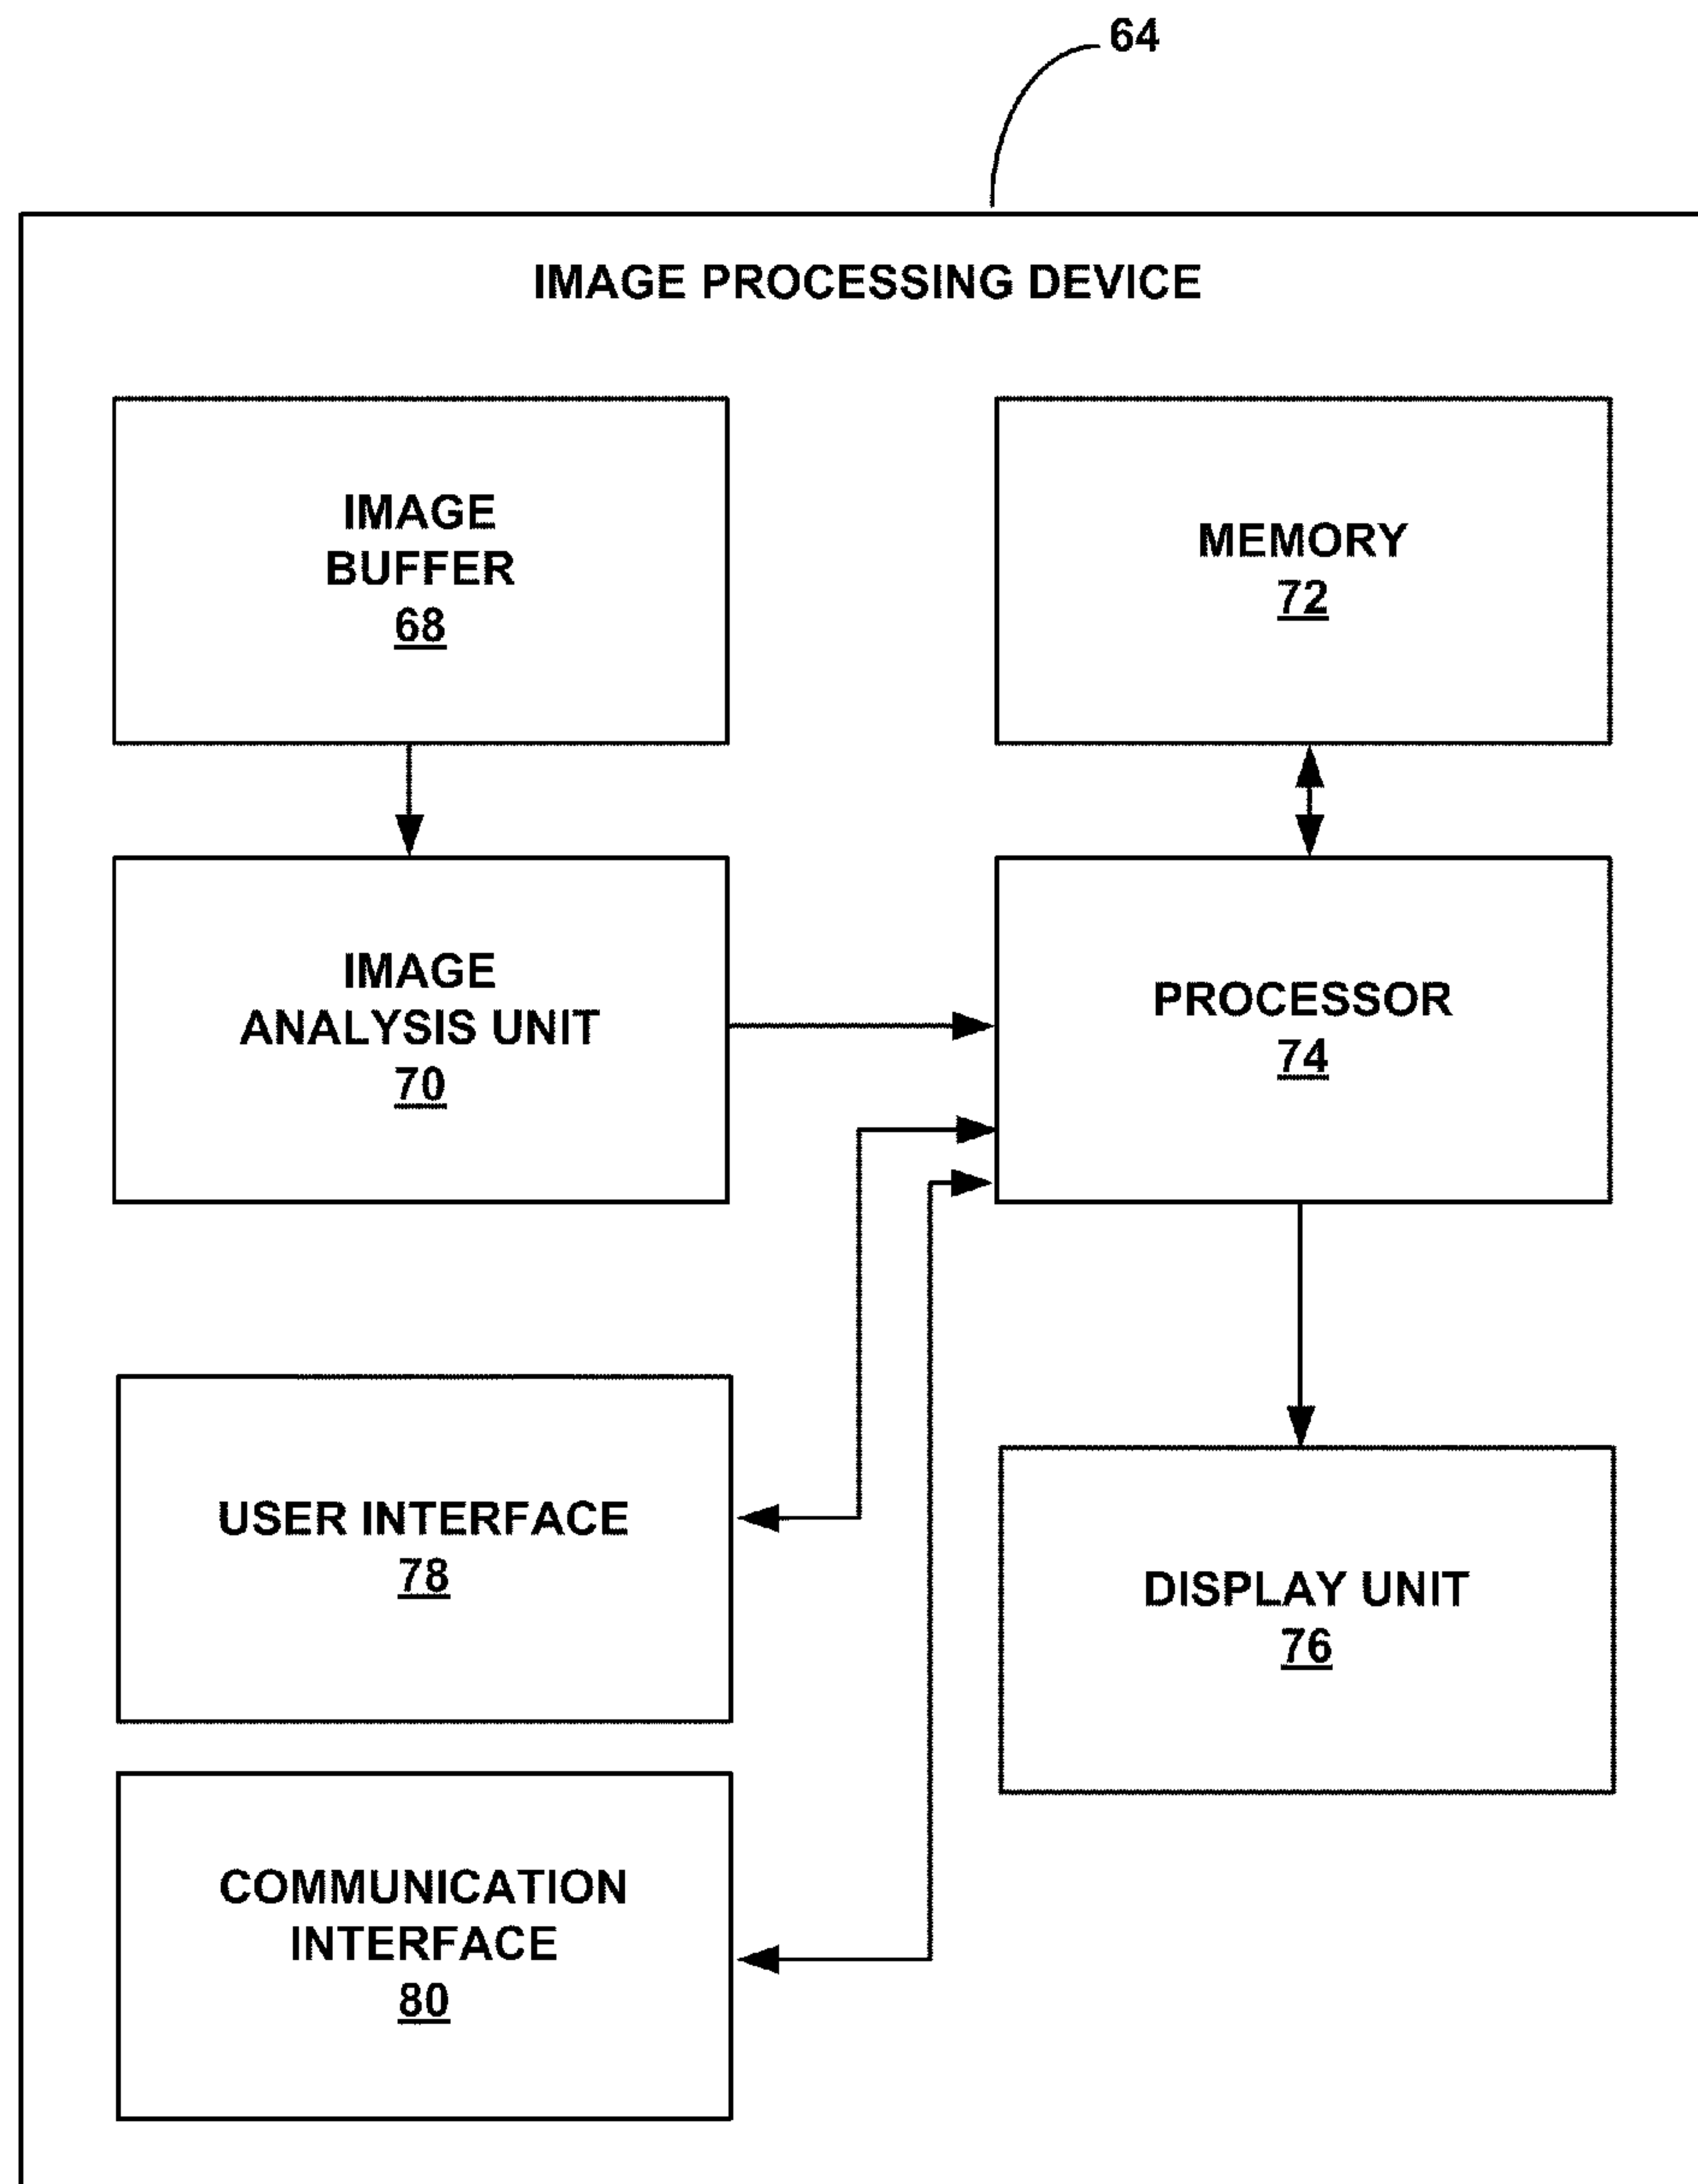 64
IMAGE PROCESSING DEVICE
IMAGE
BUFFER
68
MEMORY
72
IMAGE
ANALYSIS UNIT
70
PROCESSOR
74
USER INTERFACE
78
DISPLAY UNIT
76
COMMUNICATION
INTERFACE
80